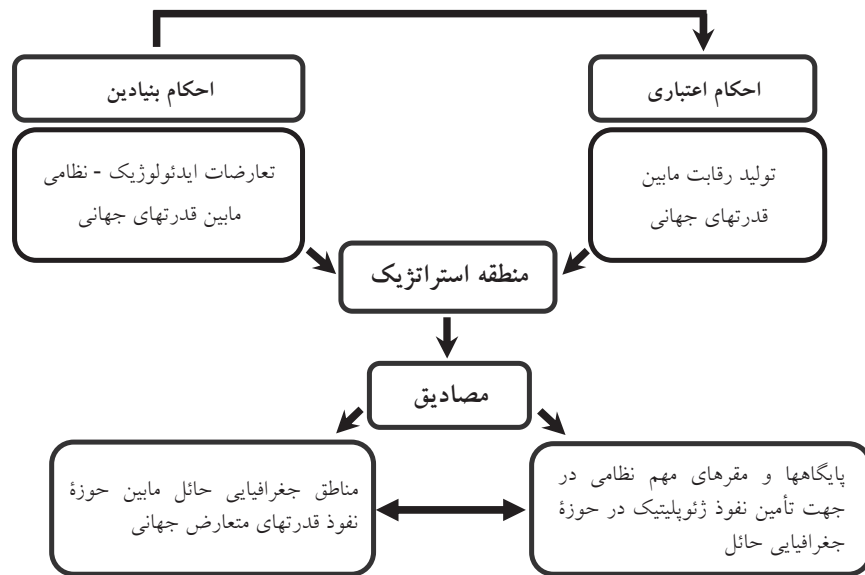 احکام اعتباری
احکام بنیادین
تولید رقابت مابین
قدرتهای جهانی
تعارضات ایدئولوژیک - نظامی
مابین قدرتهای جهانی
منطقه استراتژیک
مصادیق
پایگاهها و مقرهای مهم نظامی در
جهت تأمین نفوذ ژئوپلیتیک در حوزۀ
جغرافیایی حائل
مناطق جغرافیایی حائل مابین حوزۀ
نفوذ قدرتهای متعارض جهانی